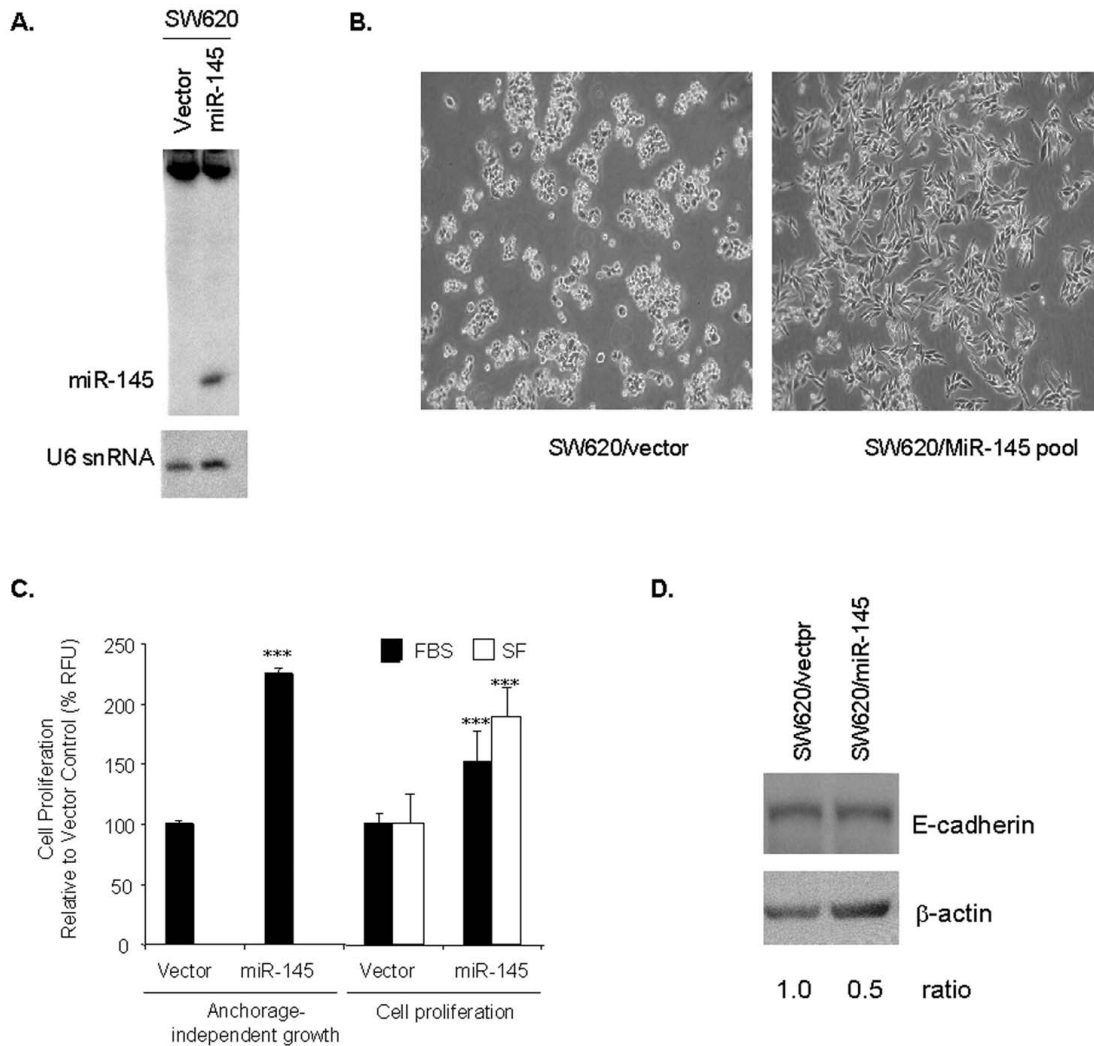 A.
SW620
Vector
miR-145
miR-145
U6 snRNA
B.
SW620/vector
SW620/MiR-145 pool
C.
Cell Proliferation
Relative to Vector Control (% RFU)
250
200
150
100
50
0
***
***
***
FBS
SF
Vector
miR-145
Vector
miR-145
Anchorage-
independent growth
Cell proliferation
D.
SW620/vectpr
SW620/miR-145
E-cadherin
β-actin
1.0
0.5
ratio